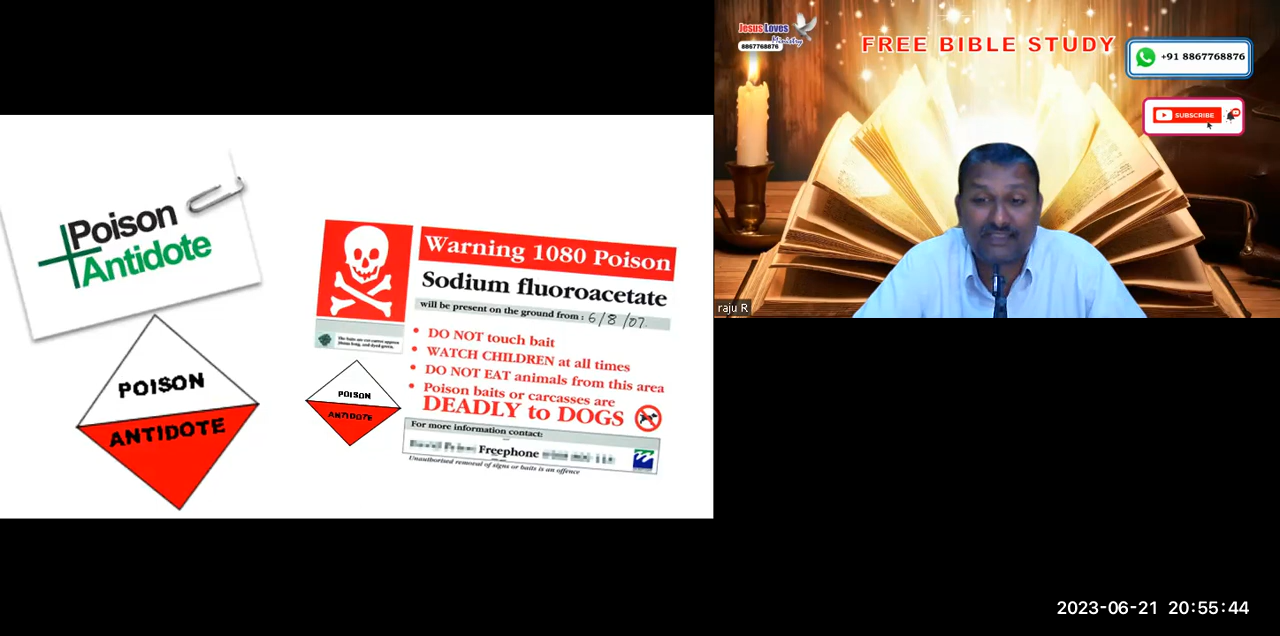 Poison
Antidote
POISON
ANTIDOTE
Warning 1080 Poison
Sodium fluoroacetate
will be present on the ground from : 6/8/07.
DO NOT touch bait
WATCH CHILDREN at all times
DO NOT EAT animals from this area
Poison baits or carcasses are
DEADLY to DOGS
For more information contact:
Freephone
Unauthorised removal of signs or baits is an offence
POISON
ANTIDOTE
Jesus Loves
Ministry
8867768876
FREE BIBLE STUDY
+91 8867768876
SUBSCRIBE
raju R
2023-06-21 20:55:44